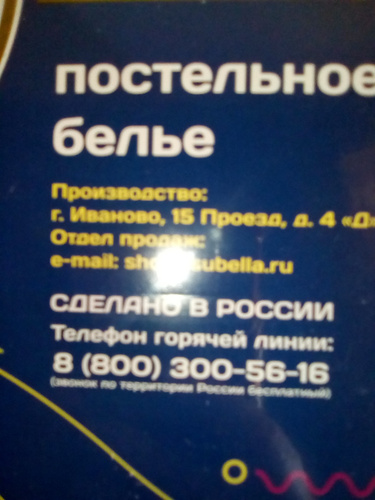 постельное
белье
Производство:
г. Иваново, 15 Проезд, д. 4 «Д»
Отдел продаж:
e-mail:
СДЕЛАНО В РОССИИ
Телефон горячей линии:
8 (800) 300-56-16
(звонок по территории России бесплатный)